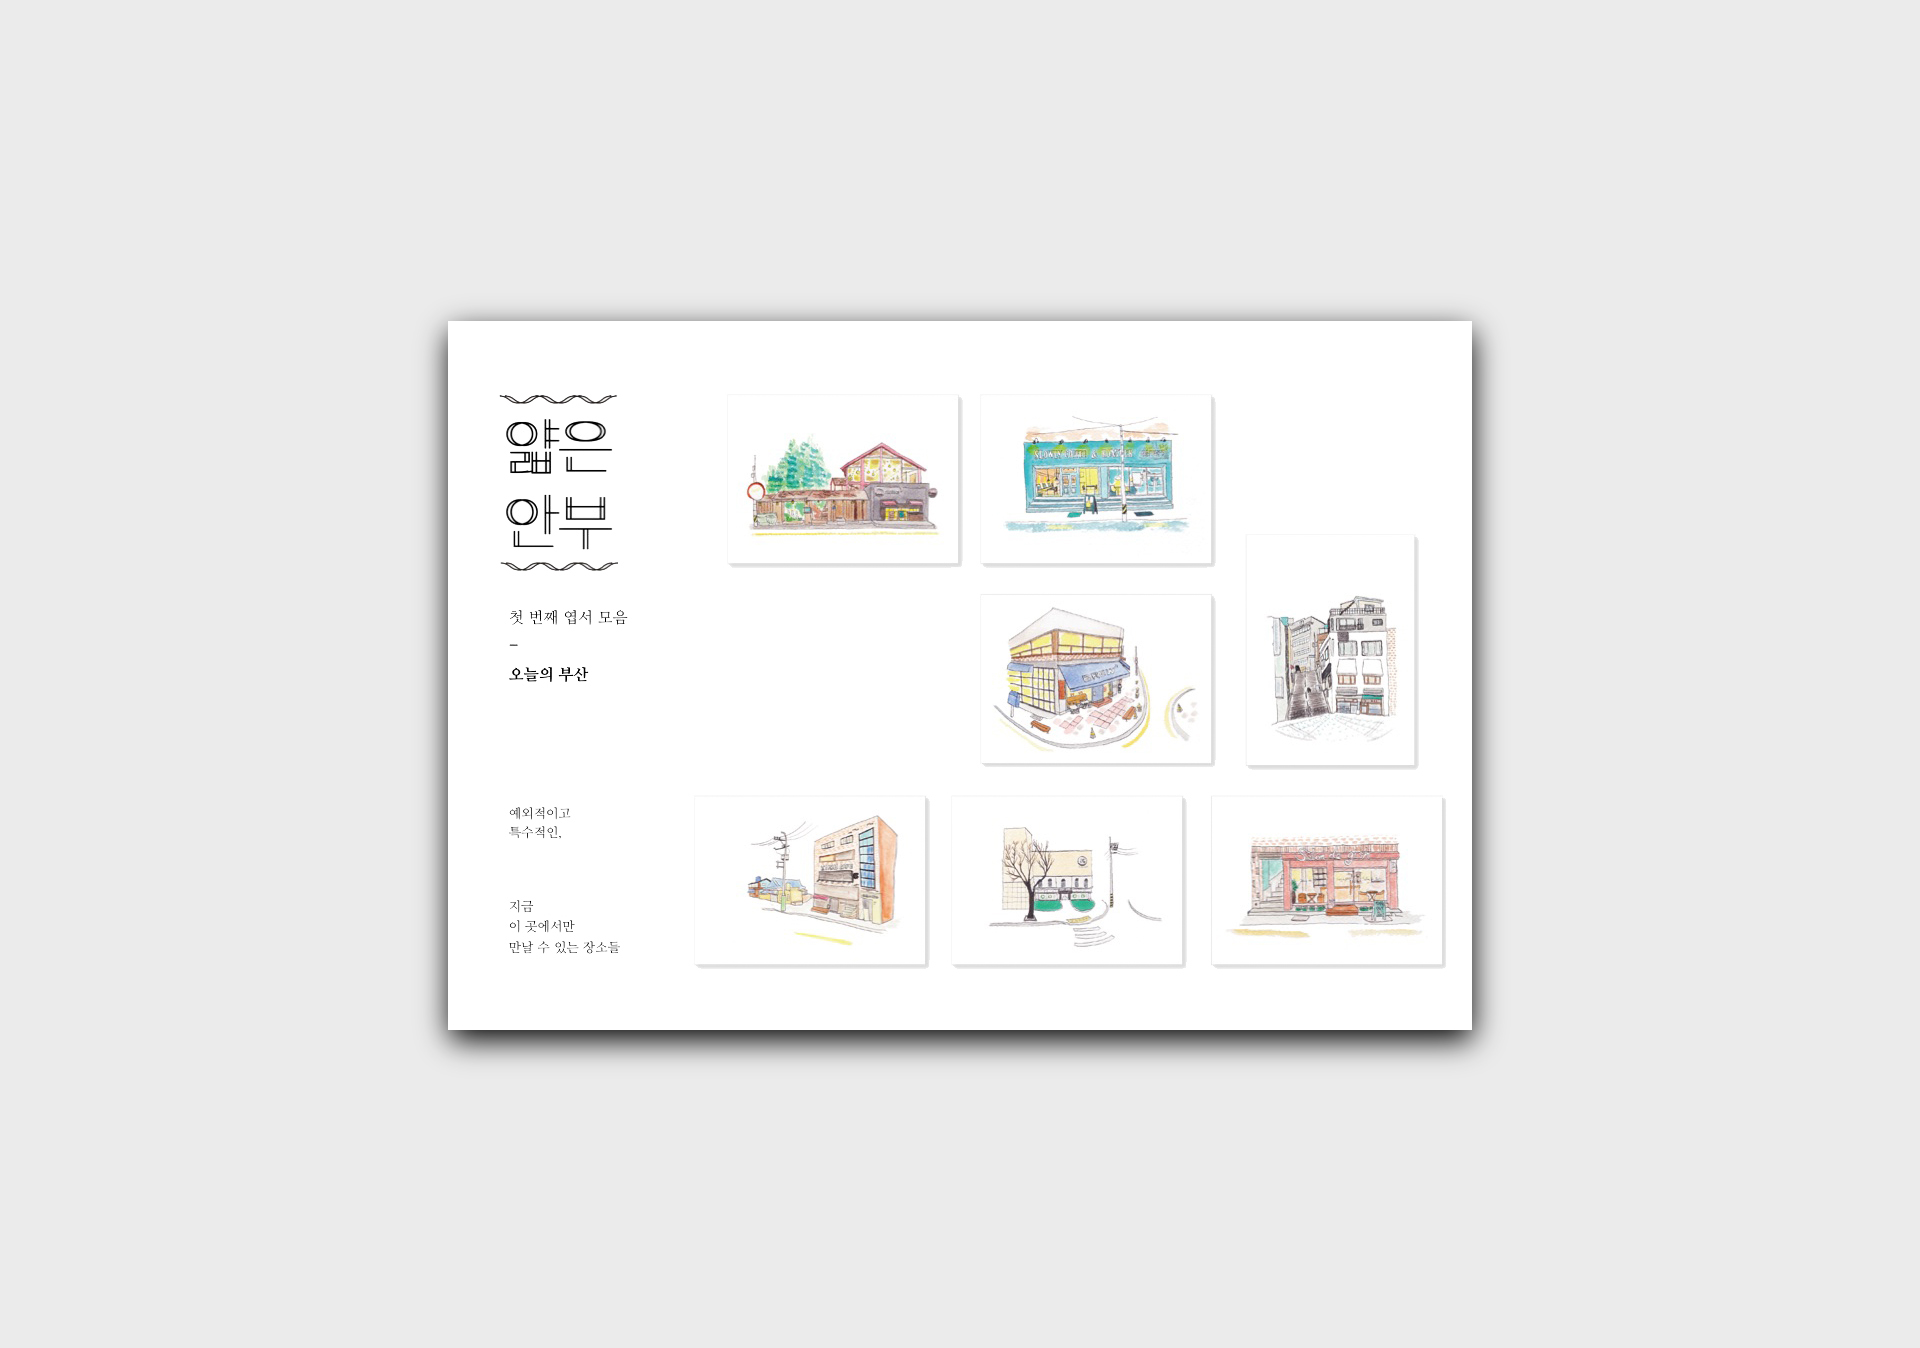 얇은
안부
첫 번째 엽서 모음
–
오늘의 부산
예외적이고
특수적인,
지금
이 곳에서만
만날 수 있는 장소들